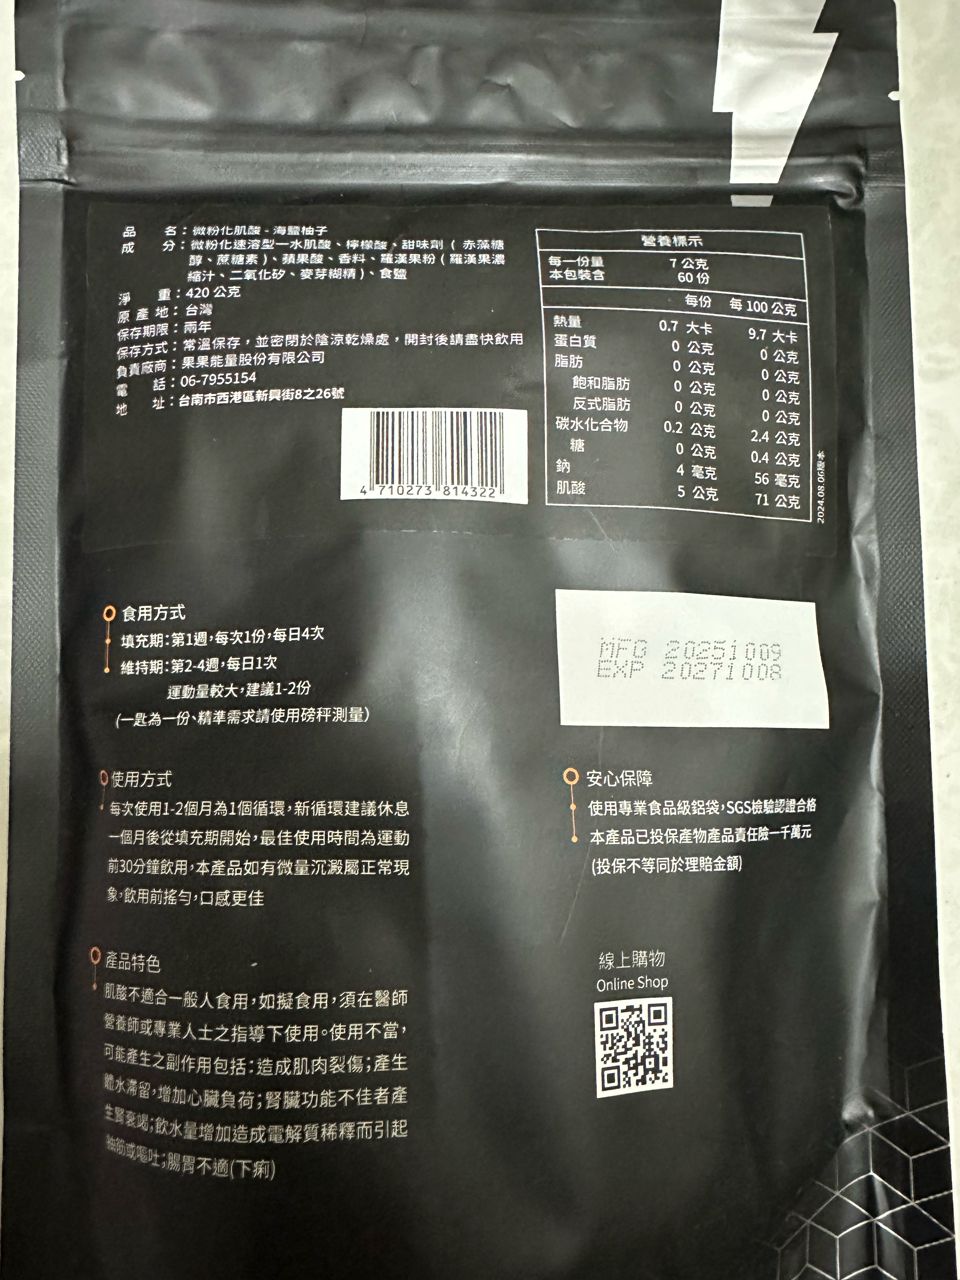 品名：微粉化肌酸-海鹽柚子
成分：微粉化速溶型一水肌酸、檸檬酸、甜味劑(赤藻糖
醇、蔗糖素)、蘋果酸、香料、羅漢果粉(羅漢果濃
縮汁、二氧化矽、麥芽糊精)、食鹽
淨重：420 公克
原產地：台灣
保存期限：兩年
保存方式：常溫保存，並密閉於陰涼乾燥處，開封後請盡快飲用
負責廠商：果果能量股份有限公司
電話：06-7955154
地址：台南市西港區新興街8之26號
4 710273 814322
營養標示
每一份量 7 公克
本包裝含 60 份
每份 每 100 公克
熱量 0.7 大卡 9.7 大卡
蛋白質 0 公克 0 公克
脂肪 0 公克 0 公克
飽和脂肪 0 公克 0 公克
反式脂肪 0 公克 0 公克
碳水化合物 0.2 公克 2.4 公克
糖 0 公克 0.4 公克
鈉 4 毫克 56 毫克
肌酸 5 公克 71 公克
2024.08.06版本
食用方式
填充期:第1週,每次1份,每日4次
維持期:第2-4週,每日1次
運動量較大,建議1-2份
(一匙為一份、精準需求請使用磅秤測量)
MFG 20251009
EXP 20271008
使用方式
每次使用1-2個月為1個循環,新循環建議休息
一個月後從填充期開始,最佳使用時間為運動
前30分鐘飲用,本產品如有微量沉澱屬正常現
象,飲用前搖勻,口感更佳
安心保障
使用專業食品級鋁袋,SGS檢驗認證合格
本產品已投保產物產品責任險一千萬元
(投保不等同於理賠金額)
產品特色
肌酸不適合一般人食用,如擬食用,須在醫師
營養師或專業人士之指導下使用。使用不當,
可能產生之副作用包括:造成肌肉裂傷;產生
體水滯留,增加心臟負荷;腎臟功能不佳者產
生腎衰竭;飲水量增加造成電解質稀釋而引起
抽筋或嘔吐;腸胃不適(下痢)
線上購物
Online Shop